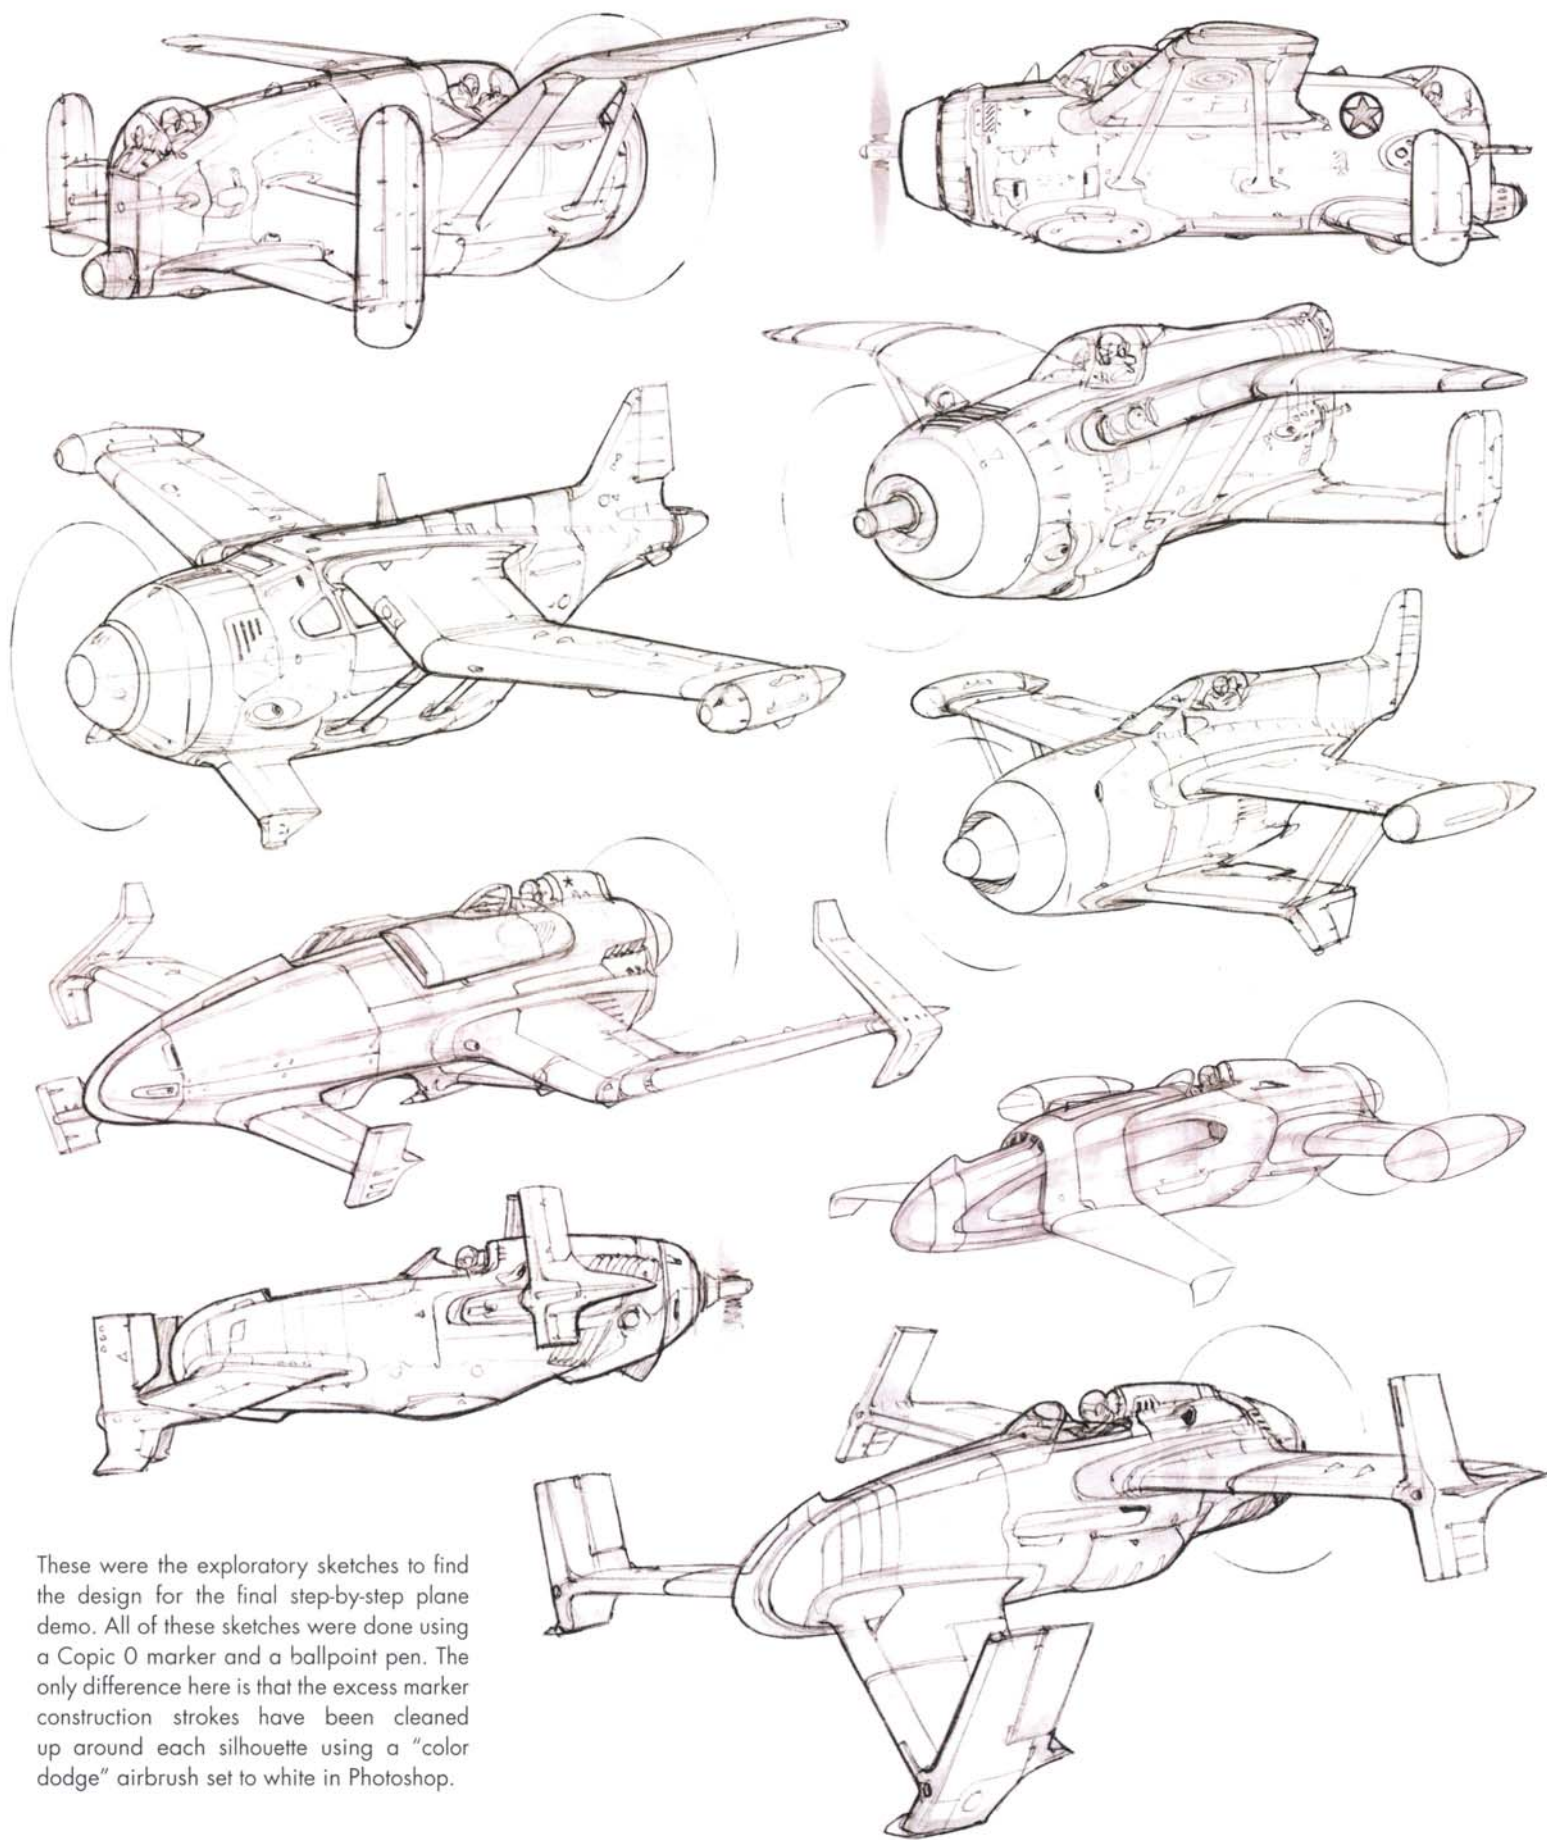 These were the exploratory sketches to find
the design for the final step-by-step plane
demo. All of these sketches were done using
a Copic 0 marker and a ballpoint pen. The
only difference here is that the excess marker
construction strokes have been cleaned
up around each silhouette using a “color
dodge” airbrush set to white in Photoshop.